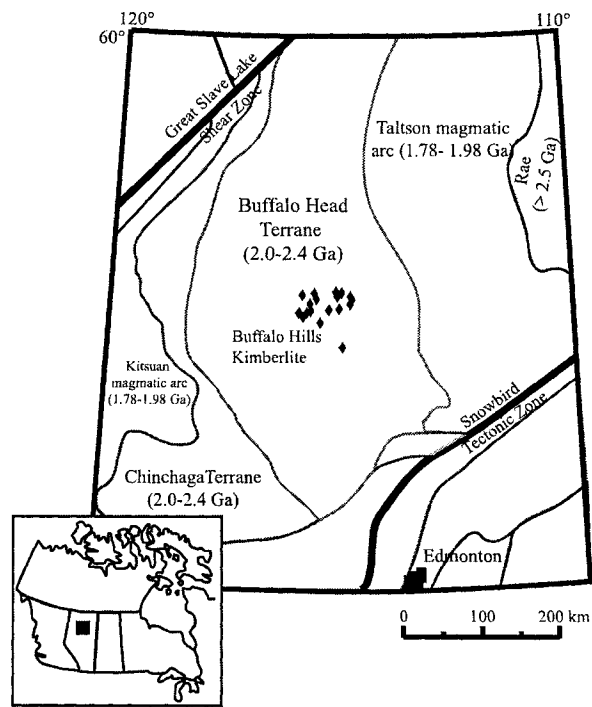 120°
110°
60°
Great Slave Lake
Shear Zone
Taltson magmatic
arc (1.78- 1.98 Ga)
Rae
(> 2.5 Ga)
Buffalo Head
Terrane
(2.0-2.4 Ga)
Buffalo Hills
Kimberlite
Kitsuan
magmatic arc
(1.78-1.98 Ga)
Snowbird
Tectonic Zone
ChinchagaTerrane
(2.0-2.4 Ga)
Edmonton
0 100 200 km